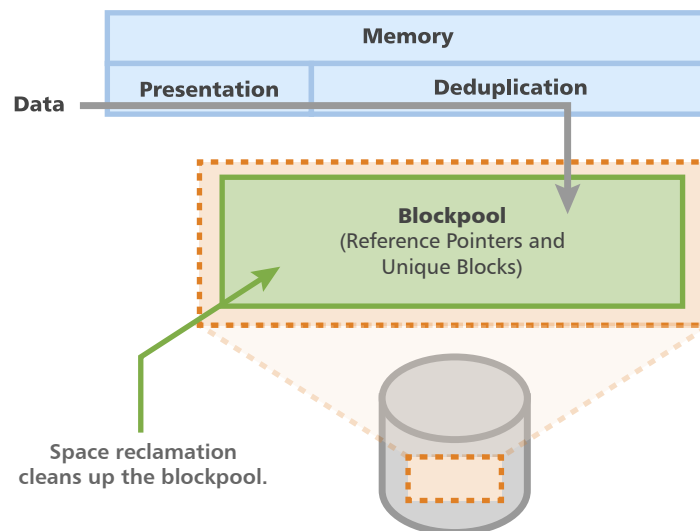 Memory
Presentation
Deduplication
Data
Blockpool
(Reference Pointers and
Unique Blocks)
Space reclamation
cleans up the blockpool.